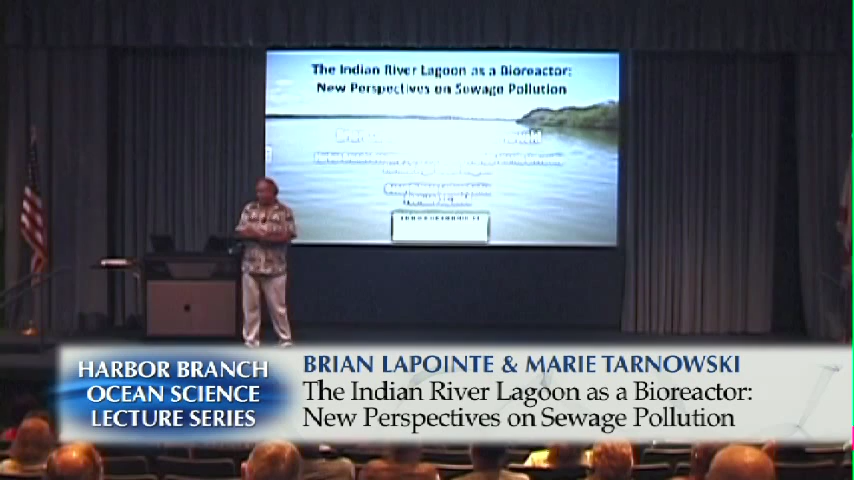 The Indian River Lagoon as a Bioreactor:
New Perspectives on Sewage Pollution
HARBOR BRANCH
OCEAN SCIENCE
LECTURE SERIES
BRIAN LAPOINTE & MARIE TARNOWSKI
The Indian River Lagoon as a Bioreactor:
New Perspectives on Sewage Pollution